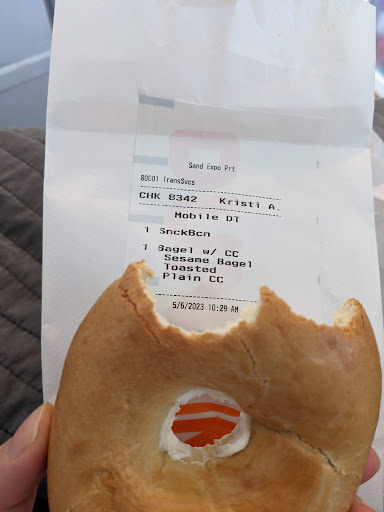 Sand Expo Prt
80001 TransSvcs
CHK 8342 Kristi A.
Mobile DT
1 SnckBcn
1 Bagel w/ CC
Sesame Bagel
Toasted
Plain CC
5/6/2023 10:29 AM